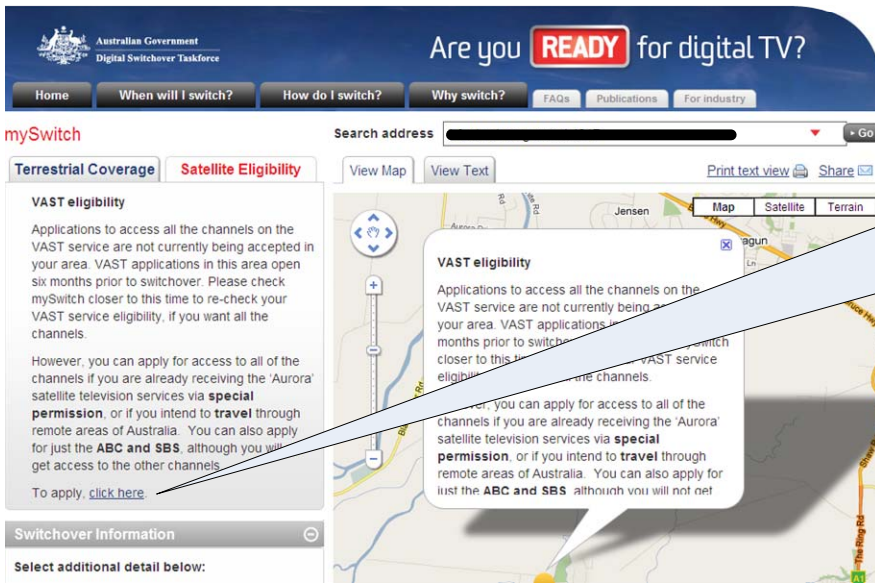 Australian Government
Digital Switchover Taskforce
Are you READY for digital TV?
Home When will I switch? How do I switch? Why switch? FAQs Publications For industry
mySwitch
Search address
Go
Terrestrial Coverage Satellite Eligibility
View Map View Text
Print text view Share
VAST eligibility
Applications to access all the channels on the
VAST service are not currently being accepted in
your area. VAST applications in this area open
six months prior to switchover. Please check
mySwitch closer to this time to re-check your
VAST service eligibility, if you want all the
channels.
However, you can apply for access to all of the
channels if you are already receiving the 'Aurora'
satellite television services via special
permission, or if you intend to travel through
remote areas of Australia. You can also apply
for just the ABC and SBS, although you will
get access to the other channels
To apply, click here.
Switchover Information
Select additional detail below:
Map Satellite Terrain
Jensen
Rd
Rd
VAST eligibility
Applications to access all the channels on the
VAST service are not currently being
your area. VAST applications in
months prior to
closer to this VAST service
the channels.
you can apply for access to all of the
channels if you are already receiving the 'Aurora'
satellite television services via special
permission, or if you intend to travel through
remote areas of Australia. You can also apply for
just the ABC and SBS, although you will not get
Bruce Hwy
The Ring Rd
A1